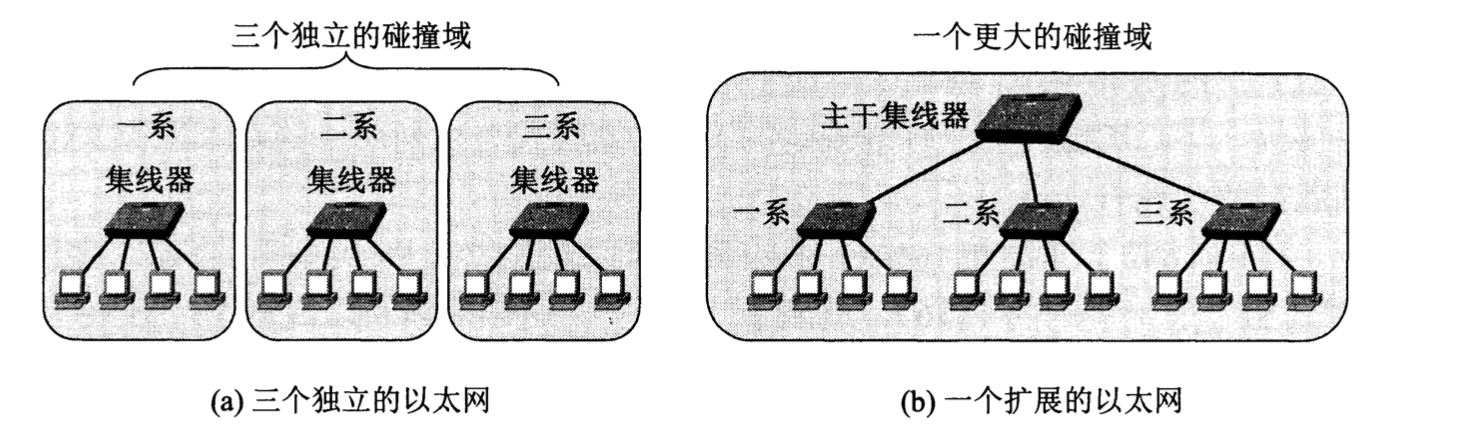 三个独立的碰撞域
一系
集线器
二系
集线器
三系
集线器
(a) 三个独立的以太网
一个更大的碰撞域
主干集线器
一系
二系
三系
(b) 一个扩展的以太网